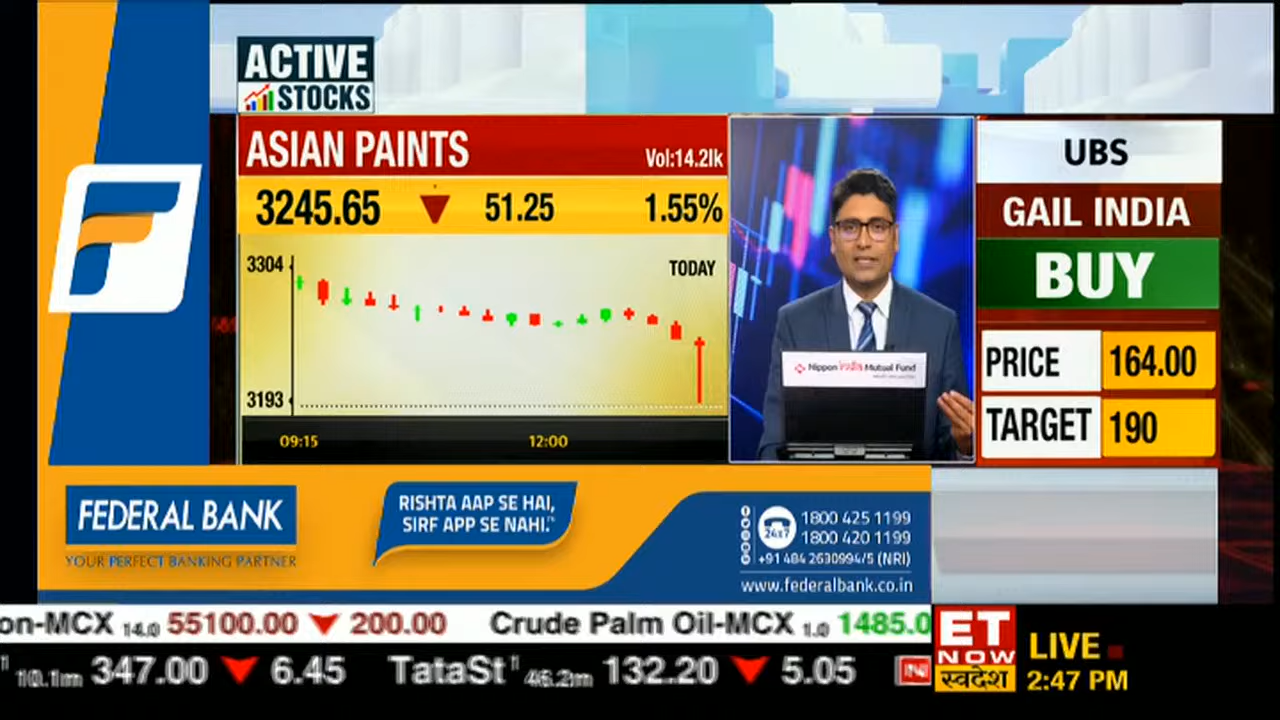 ACTIVE
STOCKS
ASIAN PAINTS
Vol:14.2lk
3245.65
51.25
1.55%
3304
TODAY
3193
09:15
12:00
Nippon india Mutual Fund
UBS
GAIL INDIA
BUY
PRICE
164.00
TARGET
190
FEDERAL BANK
YOUR PERFECT BANKING PARTNER
RISHTA AAP SE HAI,
SIRF APP SE NAHI.
24x7
1800 425 1199
1800 420 1199
+91 484 2630994/5 (NRI)
www.federalbank.co.in
on-MCX 14.0 55100.00 200.00 Crude Palm Oil-MCX 1.0 1485.0
10.1m 347.00 6.45 TataSt 46.2m 132.20 5.05
ET
NOW
स्वदेश
LIVE
2:47 PM